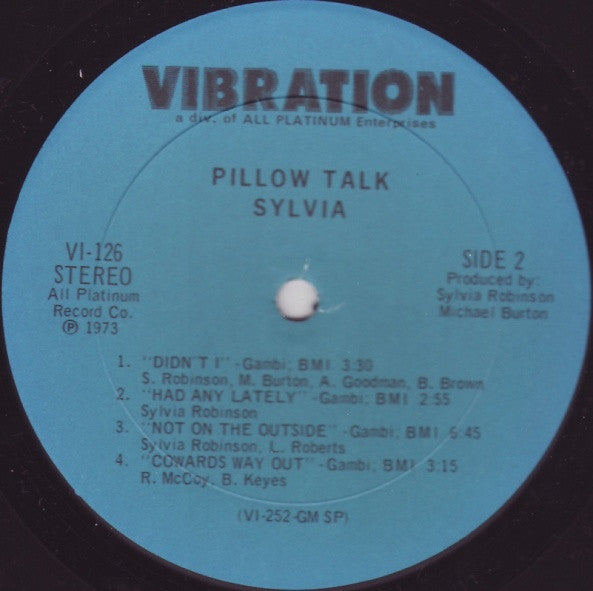 VIBRATION
a div. of ALL PLATINUM Enterprises
PILLOW TALK
SYLVIA
VI-126
STEREO
All Platinum
Record Co.
℗ 1973
SIDE 2
Produced by:
Sylvia Robinson
Michael Burton
1. "DIDN'T I" -Gambi; BMI 3:30
S. Robinson, M. Burton, A. Goodman, B. Brown
2. "HAD ANY LATELY" -Gambi; BMI 2:55
Sylvia Robinson
3. "NOT ON THE OUTSIDE" -Gambi; BMI 6:45
Sylvia Robinson, L. Roberts
4. "COWARDS WAY OUT" -Gambi; BMI 3:15
R. McCoy, B. Keyes
(VI-252-GM SP)